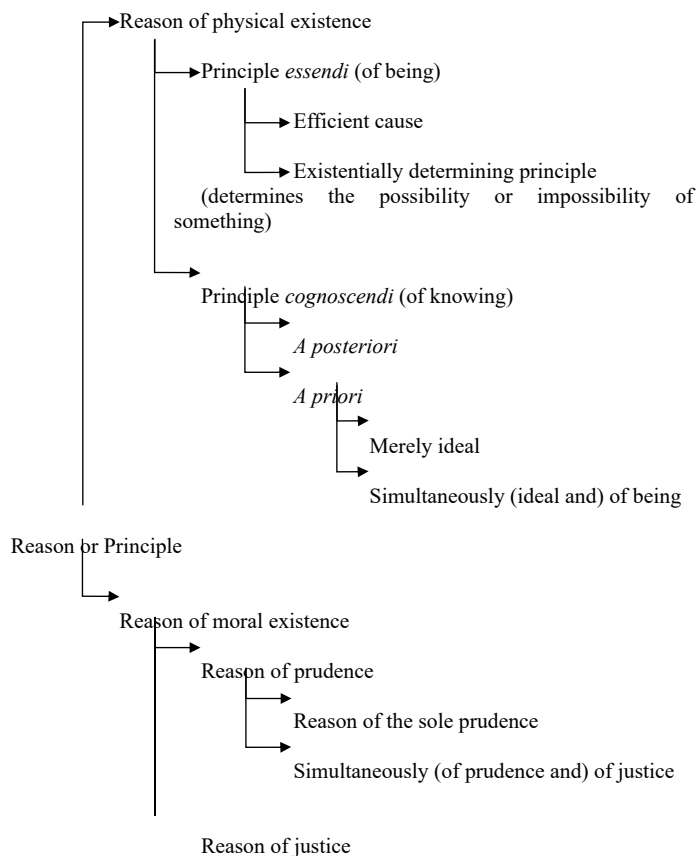 Reason of physical existence
Principle essendi (of being)
Efficient cause
Existentially determining principle
(determines the possibility or impossibility of
something)
Principle cognoscendi (of knowing)
A posteriori
A priori
Merely ideal
Simultaneously (ideal and) of being
Reason or Principle
Reason of moral existence
Reason of prudence
Reason of the sole prudence
Simultaneously (of prudence and) of justice
Reason of justice